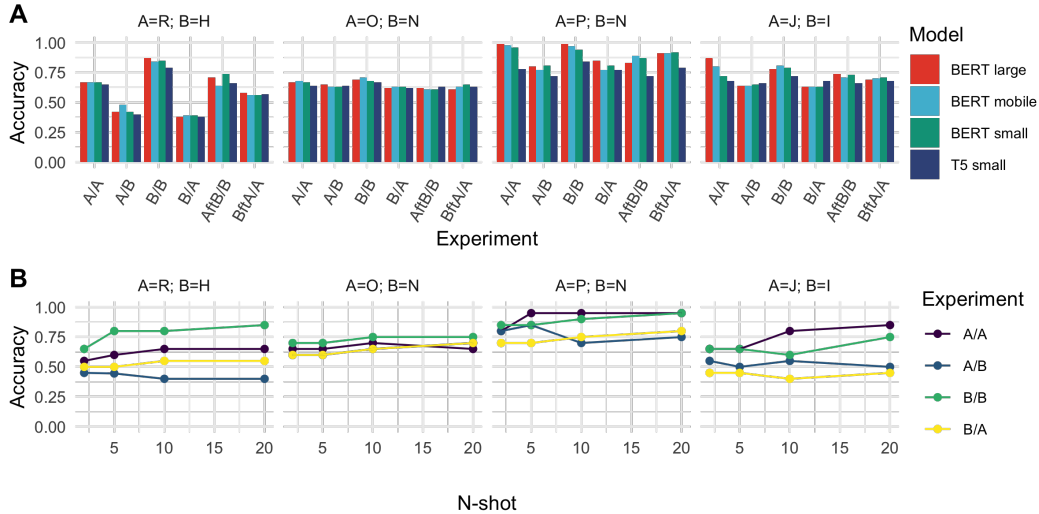 A
A=R; B=H
A=O; B=N
A=P; B=N
A=J; B=I
Accuracy
1.00
0.75
0.50
0.25
0.00
A/A
A/B
B/B
B/A
AftB/B
BftA/A
A/A
A/B
B/B
B/A
AftB/B
BftA/A
A/A
A/B
B/B
B/A
AftB/B
BftA/A
A/A
A/B
B/B
B/A
AftB/B
BftA/A
Experiment
Model
BERT large
BERT mobile
BERT small
T5 small
B
A=R; B=H
A=O; B=N
A=P; B=N
A=J; B=I
Accuracy
1.00
0.75
0.50
0.25
0.00
5 10 15 20
5 10 15 20
5 10 15 20
5 10 15 20
N-shot
Experiment
A/A
A/B
B/B
B/A